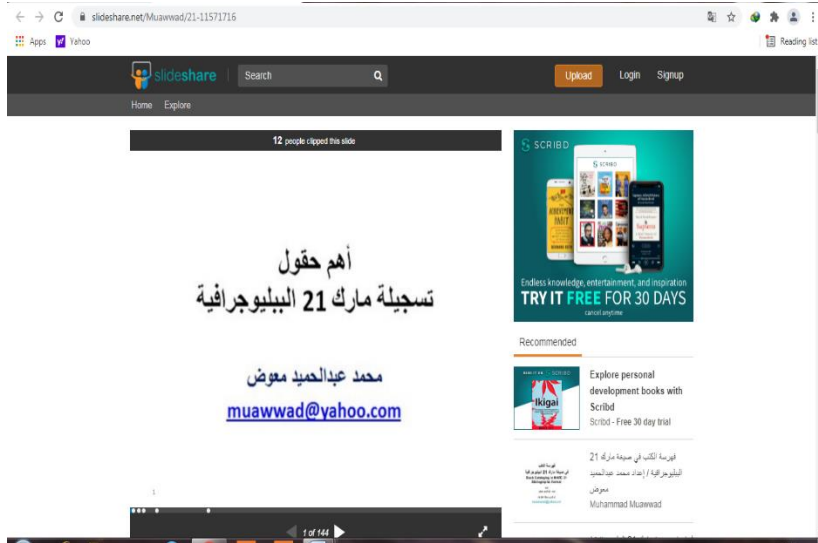 slideshare.net/Muawwad/21-11571716
Apps Yahoo Reading list
slideshare Search Upload Login Signup
Home Explore
12 people clipped this slide
أهم حقول
تسجيلة مارك 21 الببليوجرافية
محمد عبدالحميد معوض
muawwad@yahoo.com
1
1 of 144
SCRIBD
SCRIBD
Endless knowledge, entertainment, and inspiration
TRY IT FREE FOR 30 DAYS
cancel anytime
Recommended
Ikigai
Explore personal
development books with
Scribd
Scribd - Free 30 day trial
فهرسة الكتب في صيغة مارك 21
الببليوجرافية / إعداد محمد عبدالحميد
معوض
Muhammad Muawwad